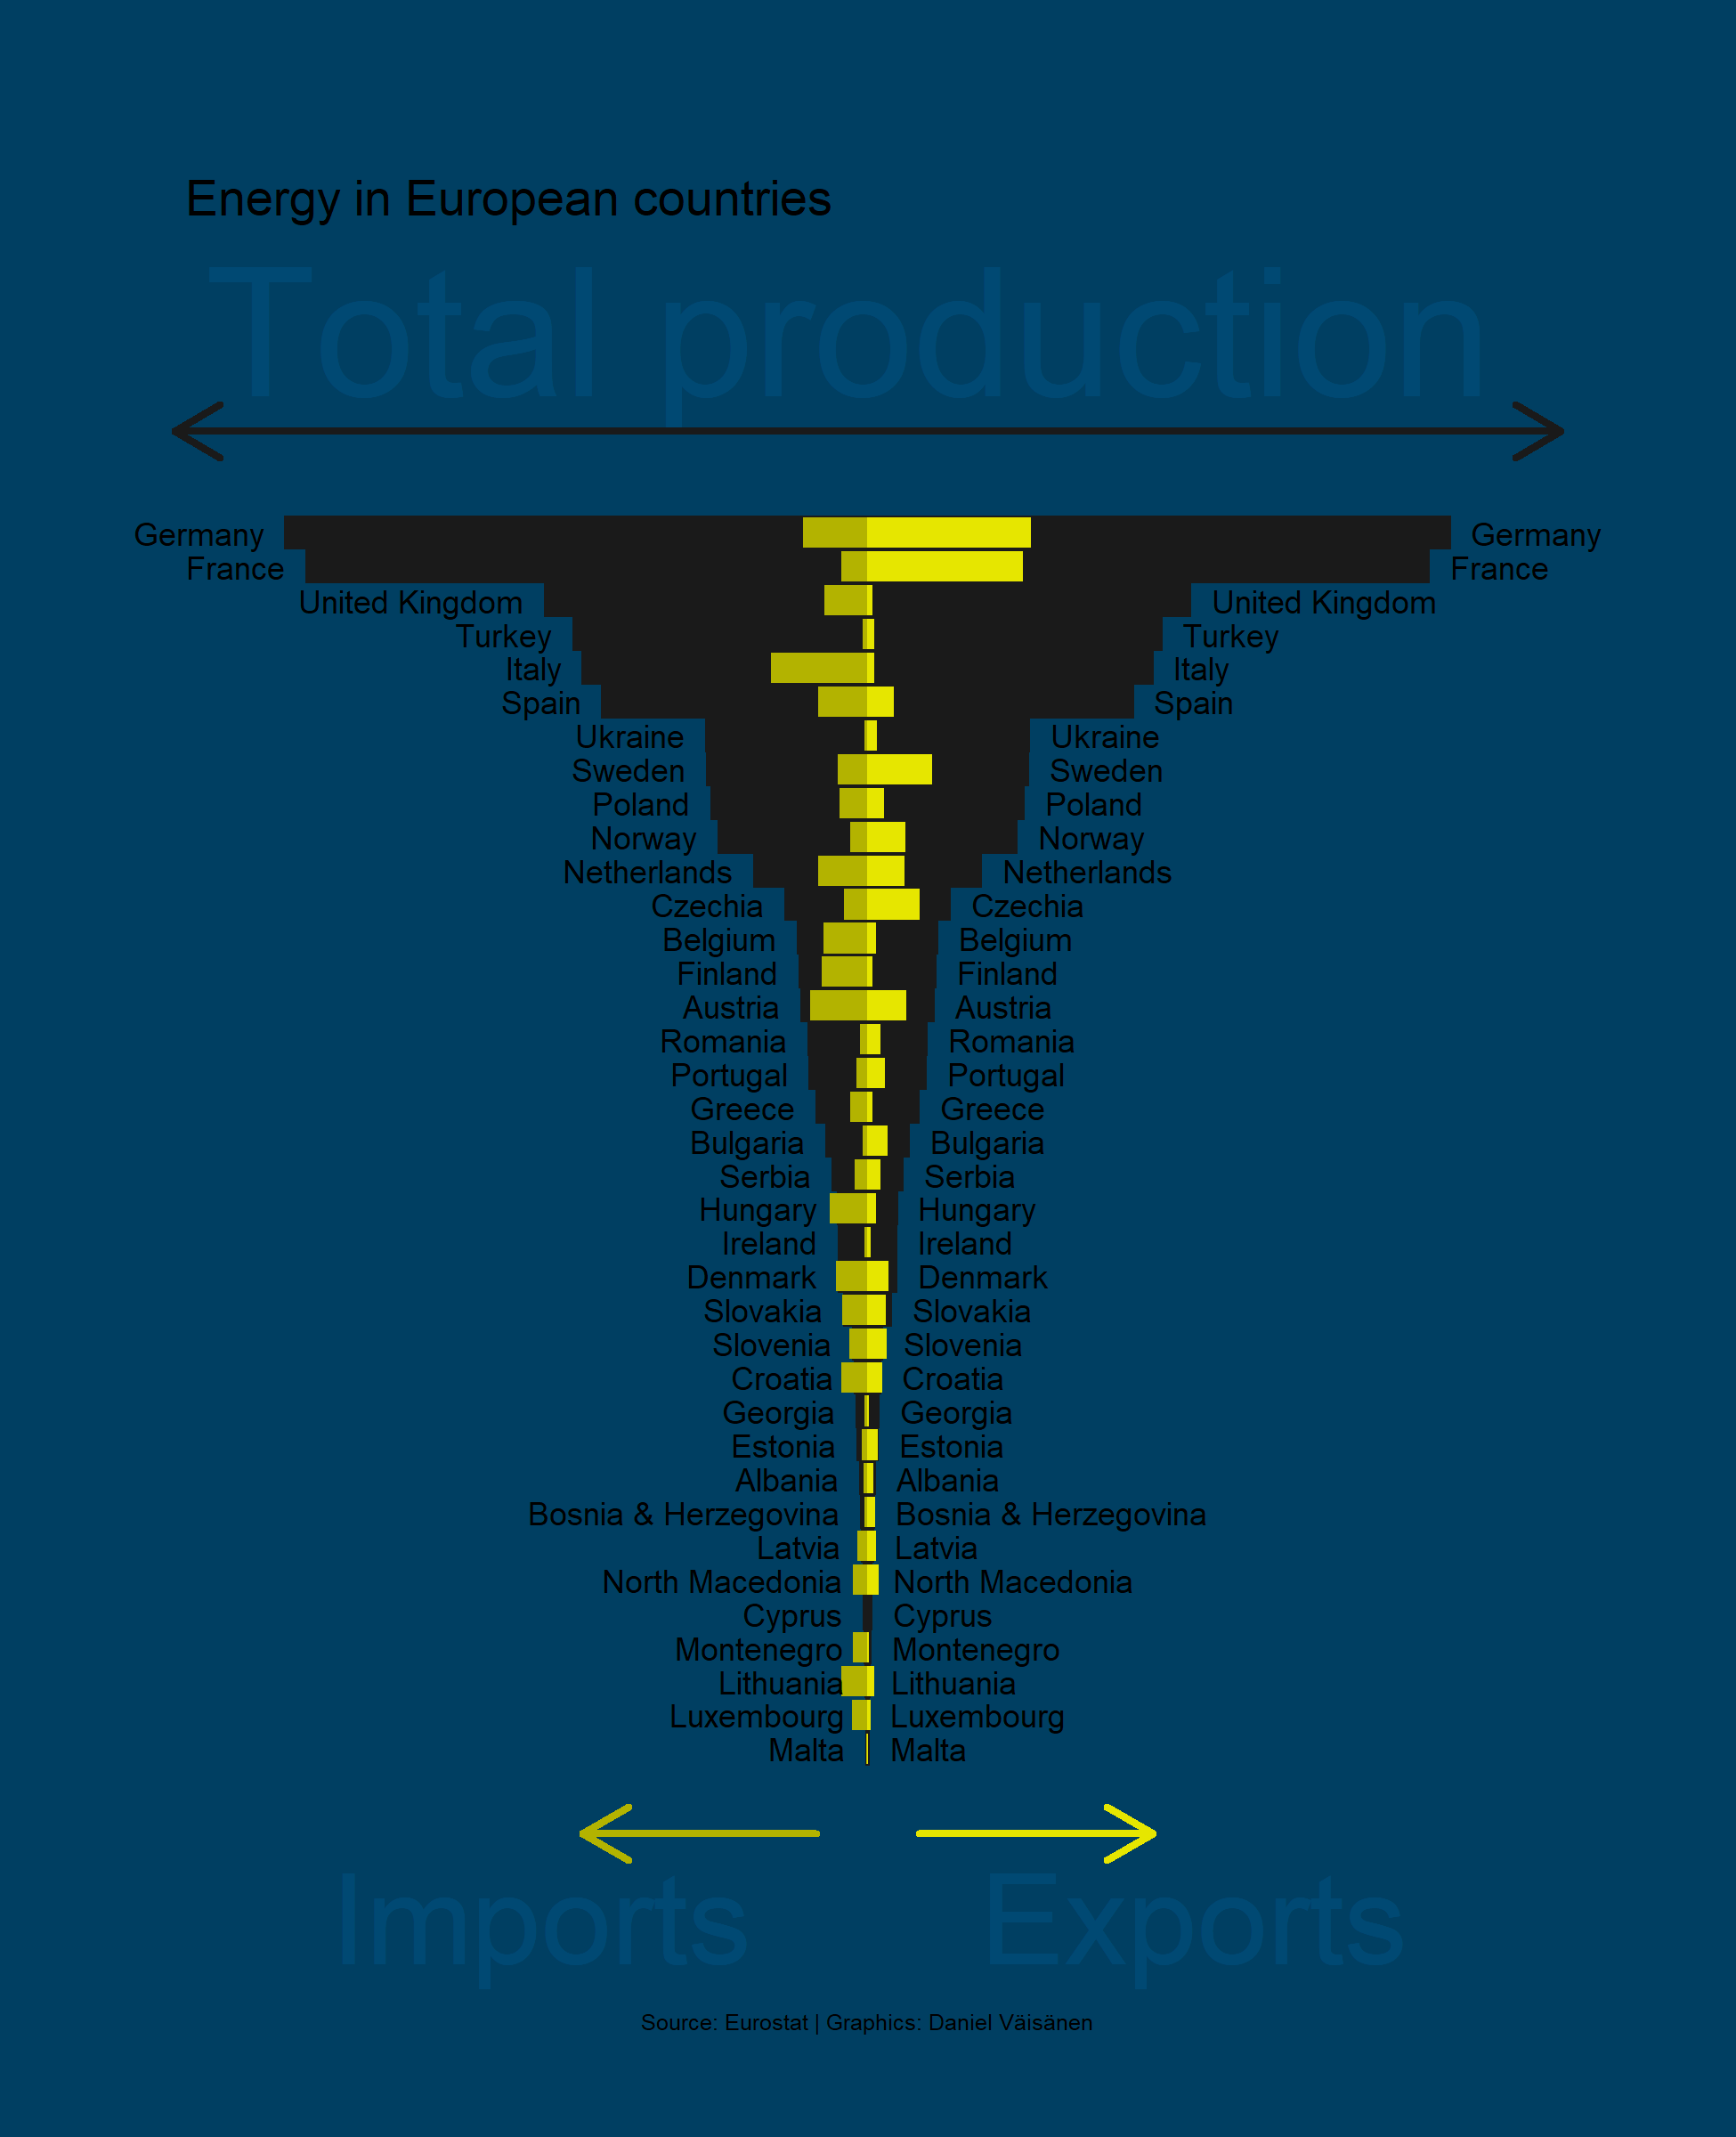 Energy in European countries
Total production
Germany Germany
France France
United Kingdom United Kingdom
Turkey Turkey
Italy Italy
Spain Spain
Ukraine Ukraine
Sweden Sweden
Poland Poland
Norway Norway
Netherlands Netherlands
Czechia Czechia
Belgium Belgium
Finland Finland
Austria Austria
Romania Romania
Portugal Portugal
Greece Greece
Bulgaria Bulgaria
Serbia Serbia
Hungary Hungary
Ireland Ireland
Denmark Denmark
Slovakia Slovakia
Slovenia Slovenia
Croatia Croatia
Georgia Georgia
Estonia Estonia
Albania Albania
Bosnia & Herzegovina Bosnia & Herzegovina
Latvia Latvia
North Macedonia North Macedonia
Cyprus Cyprus
Montenegro Montenegro
Lithuania Lithuania
Luxembourg Luxembourg
Malta Malta
Imports Exports
Source: Eurostat | Graphics: Daniel Väisänen